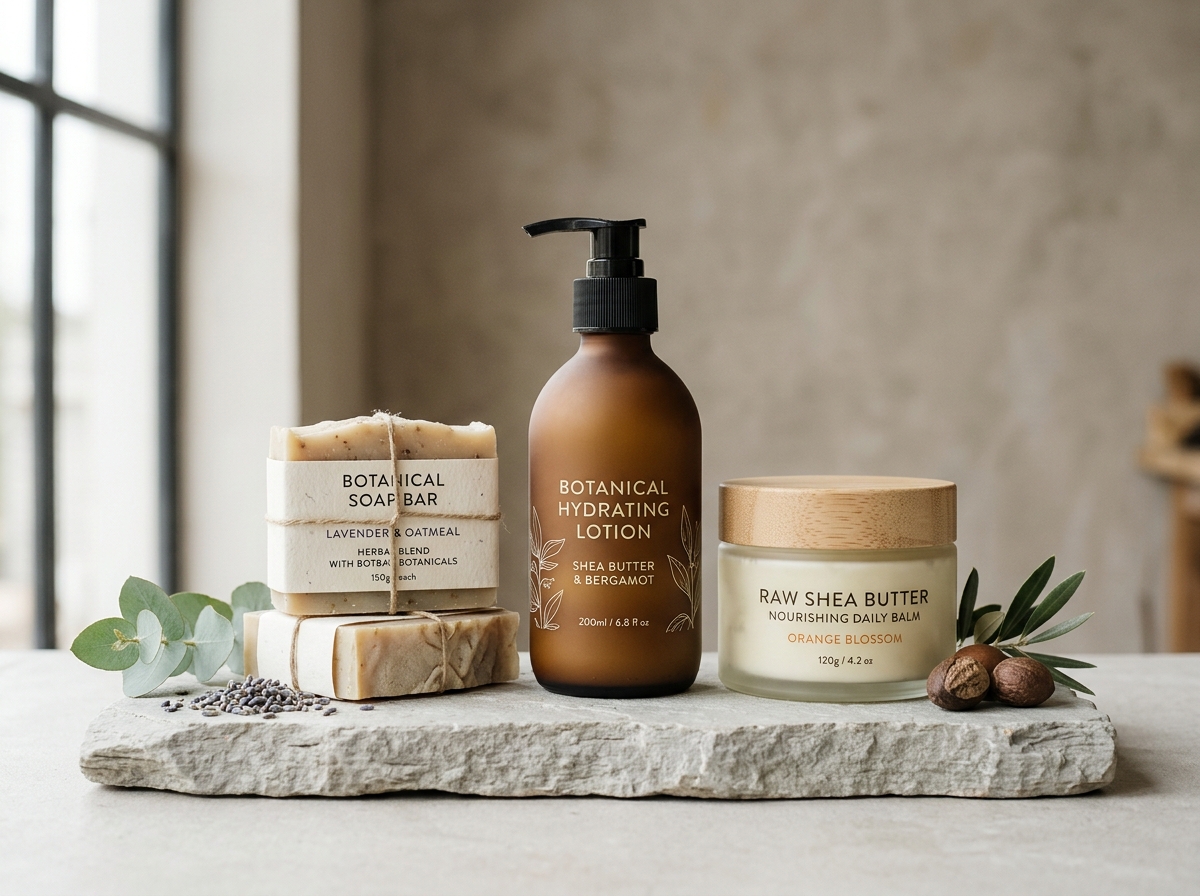 BOTANICAL
SOAP BAR
LAVENDER & OATMEAL
HERBAL BLEND
WITH BOTBAL BOTANICALS
150g each
BOTANICAL
HYDRATING
LOTION
SHEA BUTTER
& BERGAMOT
200ml / 6.8 fl oz
RAW SHEA BUTTER
NOURISHING DAILY BALM
ORANGE BLOSSOM
120g / 4.2 oz